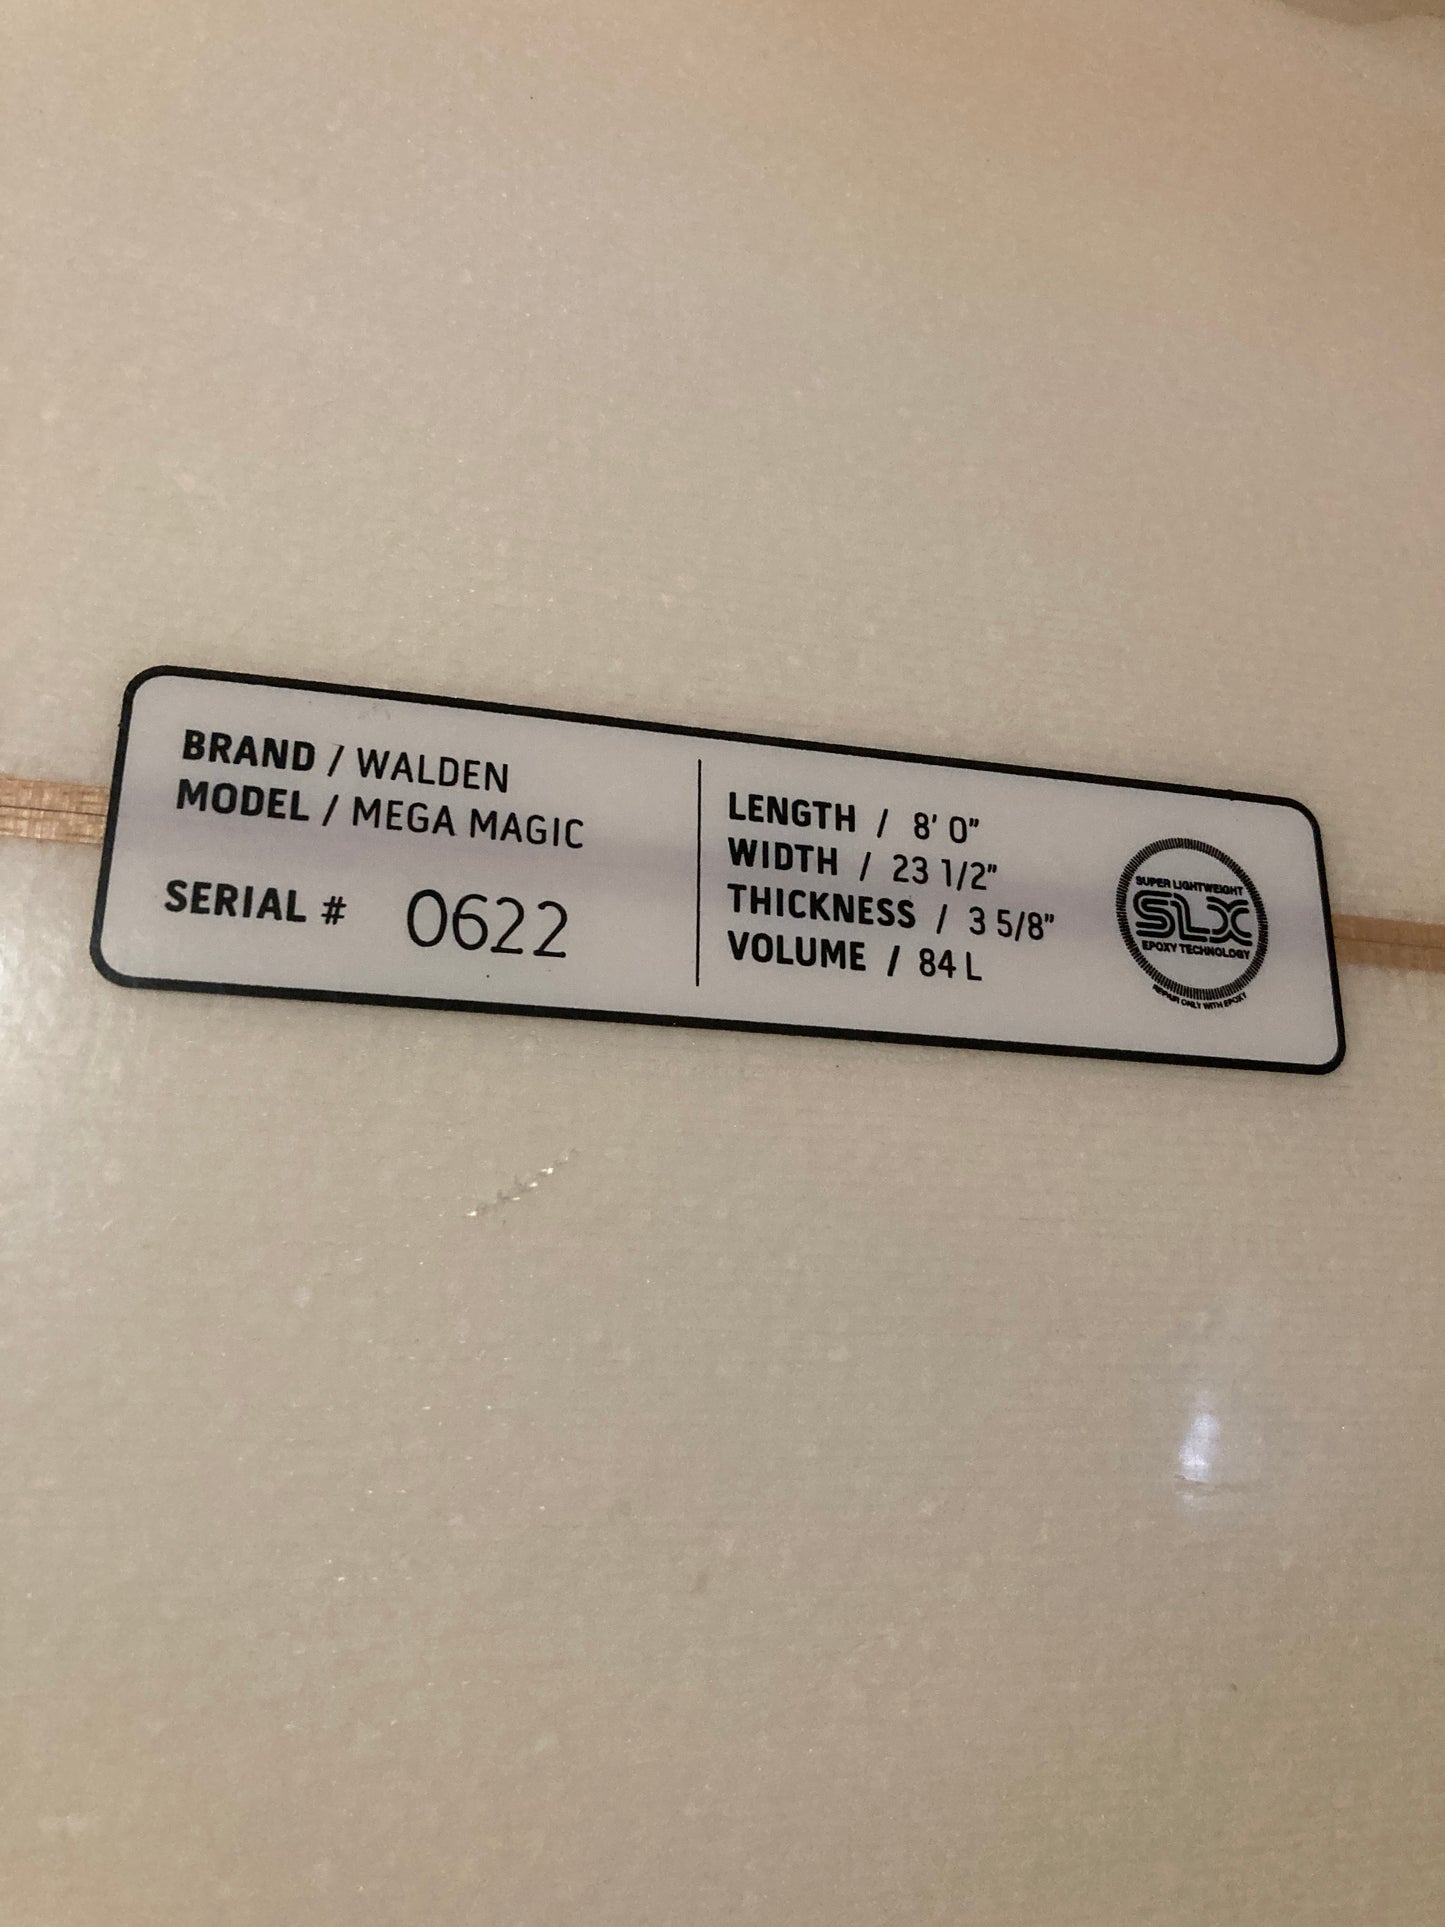 BRAND / WALDEN
MODEL / MEGA MAGIC
SERIAL # 0622
LENGTH / 8' 0"
WIDTH / 23 1/2"
THICKNESS / 3 5/8"
VOLUME / 84 L
SUPER LIGHTWEIGHT
SLX
EPOXY TECHNOLOGY
REPAIR ONLY WITH EPOXY